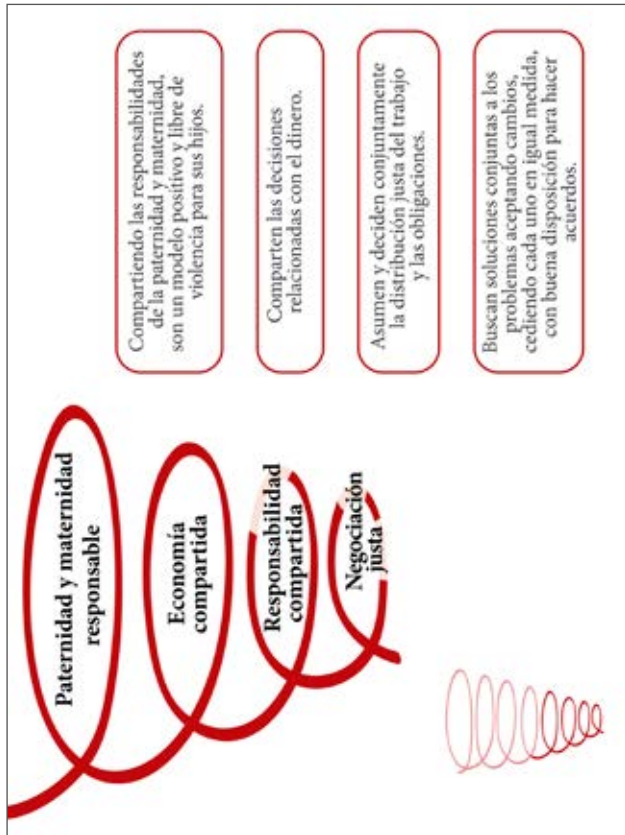 Paternidad y maternidad
responsable
Compartiendo las responsabilidades
de la paternidad y maternidad,
son un modelo positivo y libre de
violencia para sus hijos.
Economía
compartida
Comparten las decisiones
relacionadas con el dinero.
Responsabilidad
compartida
Asumen y deciden conjuntamente
la distribución justa del trabajo
y las obligaciones.
Negociación
justa
Buscan soluciones conjuntas a los
problemas aceptando cambios,
cediendo cada uno en igual medida,
con buena disposición para hacer
acuerdos.